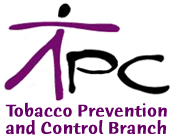 TPC
Tobacco Prevention
and Control Branch